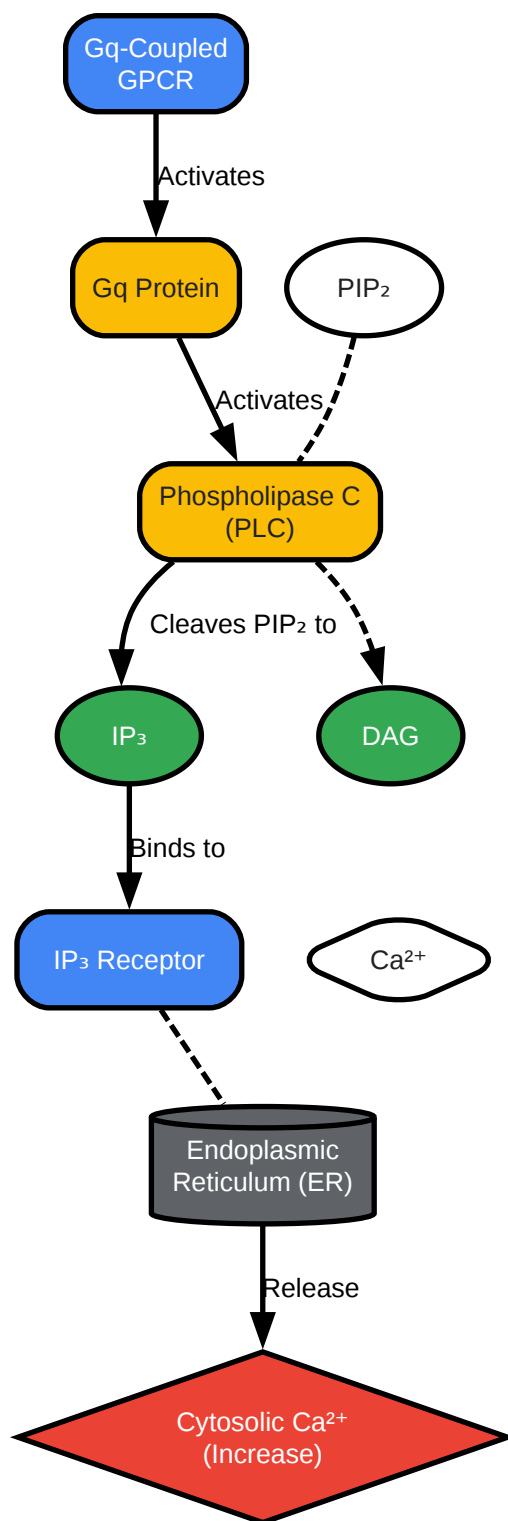 Gq-Coupled
GPCR
Activates
Gq Protein
PIP₂
Activates
Phospholipase C
(PLC)
Cleaves PIP₂ to
IP₃
DAG
Binds to
IP₃ Receptor
Ca²⁺
Endoplasmic
Reticulum (ER)
Release
Cytosolic Ca²⁺
(Increase)